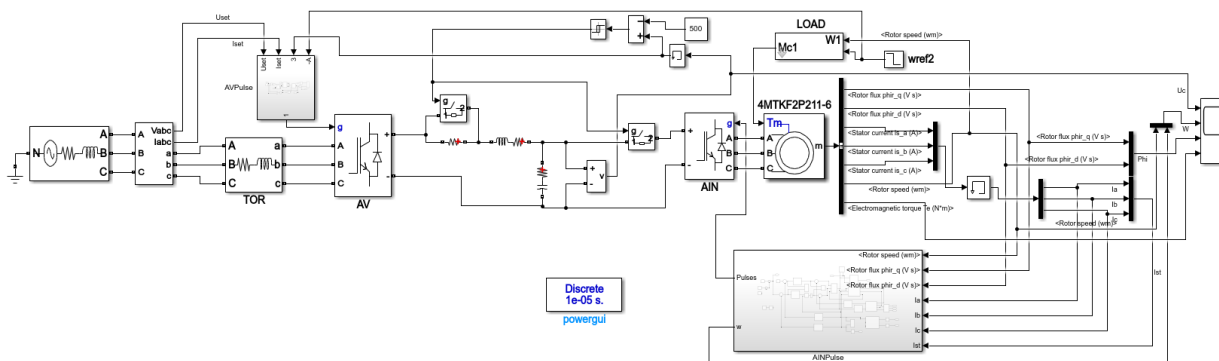 Uset
Iset
Uset
Iset
3
-A
AVPulse
1
500
LOAD
Mc1
W1
<Rotor speed (wm)>
wref2
4MTKF2P211-6
Tm
m
<Rotor flux phir_q (V s)>
<Rotor flux phir_d (V s)>
<Stator current is_a (A)>
<Stator current is_b (A)>
<Stator current is_c (A)>
<Rotor speed (wm)>
<Electromagnetic torque Te (N*m)>
<Rotor flux phir_q (V s)>
<Rotor flux phir_d (V s)>
Phi
Uc
W
Ia
Ib
Ic
<Rotor speed (wm)>
Ist
N
A
B
C
A
B
C
Vabc
Iabc
a
b
c
A
B
C
a
b
c
TOR
g
A
B
C
+
-
AV
g
1
2
g
1
2
+
-
v
+
-
g
A
B
C
AIN
A
B
C
Discrete
1e-05 s.
powergui
Pulses
w
<Rotor speed (wm)>
<Rotor flux phir_q (V s)>
<Rotor flux phir_d (V s)>
Ia
Ib
Ic
Ist
AINPulse